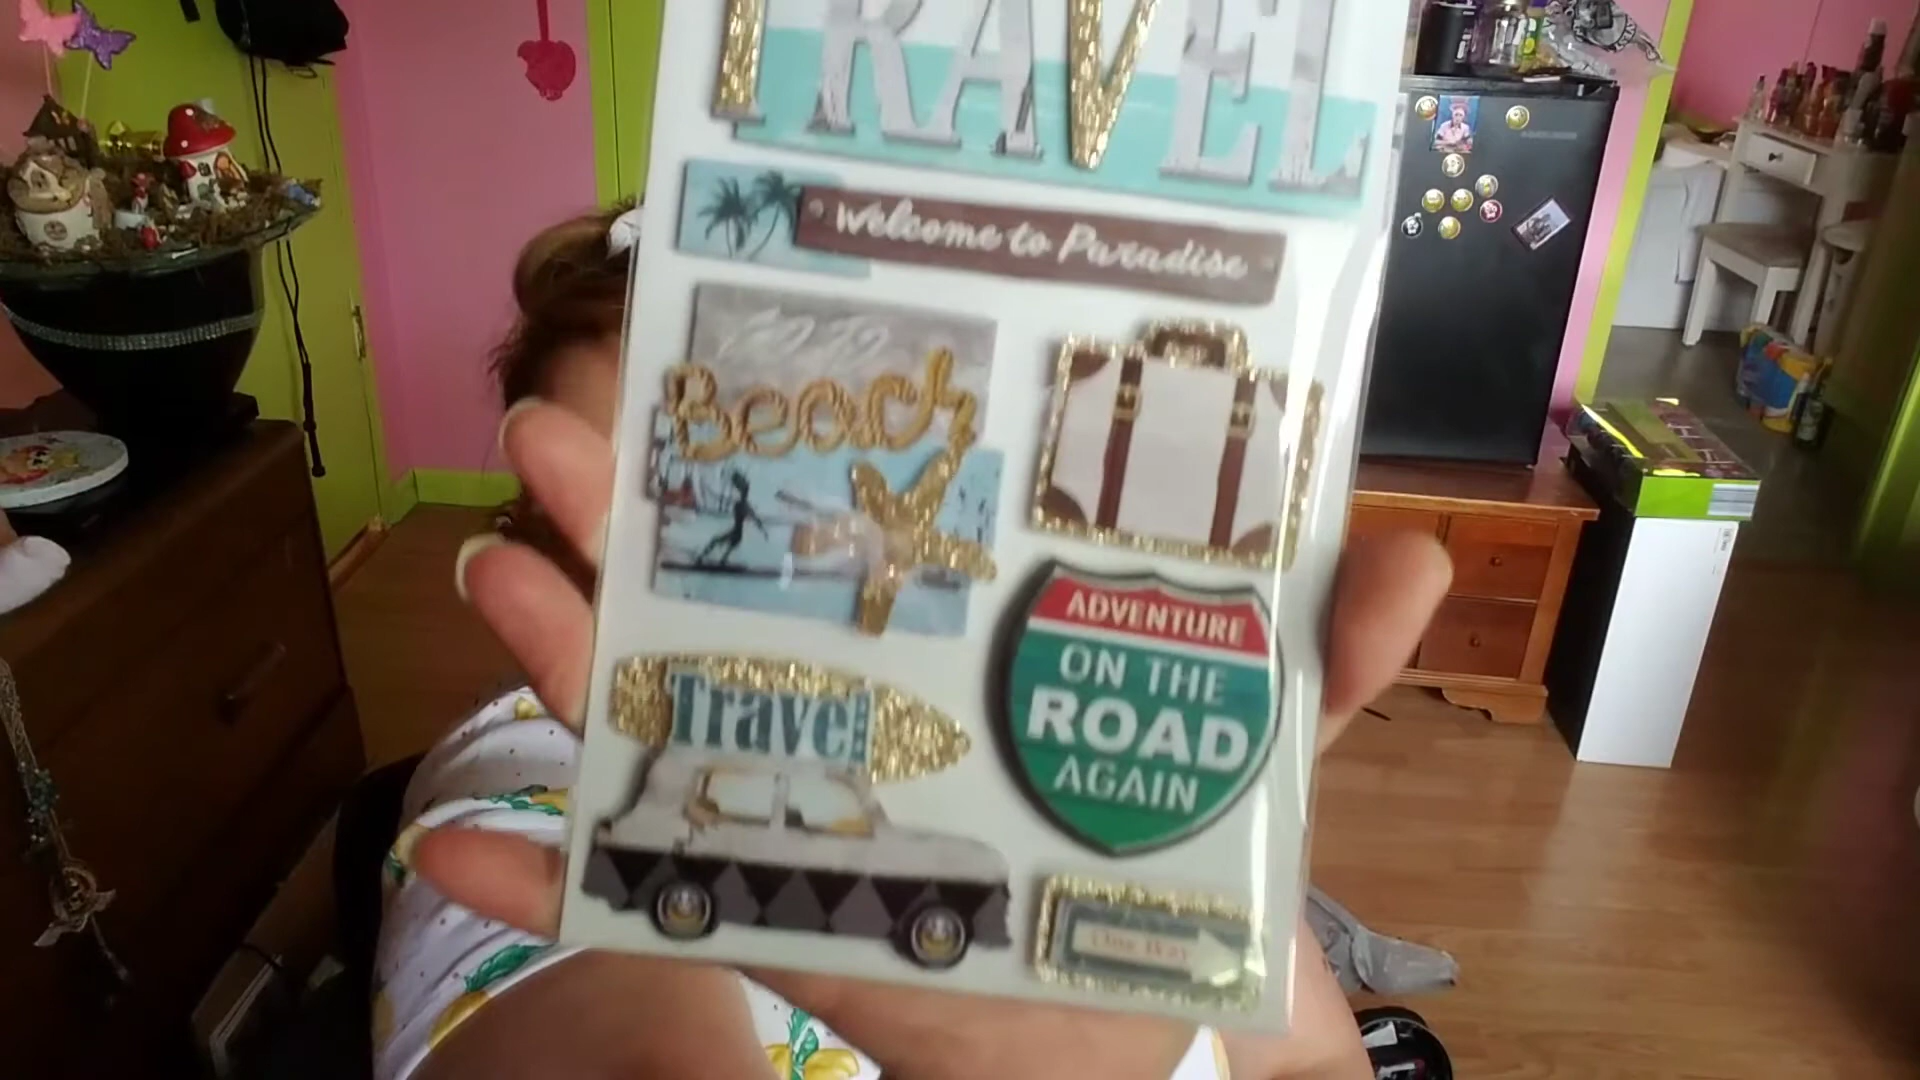 TRAVEL
Welcome to Paradise
Beach
Travel
ADVENTURE
ON THE
ROAD
AGAIN
One Way